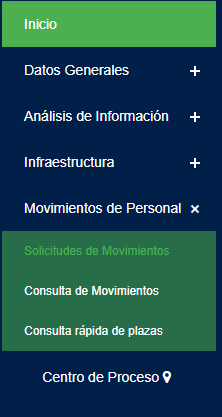 Inicio
Datos Generales +
Análisis de Información +
Infraestructura +
Movimientos de Personal ×
Solicitudes de Movimientos
Consulta de Movimientos
Consulta rápida de plazas
Centro de Proceso